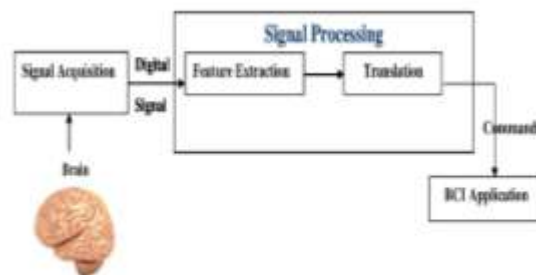 Signal Processing
Signal Acquisition
Digital
Signal
Feature Extraction
Translation
Command
Brain
BCI Application